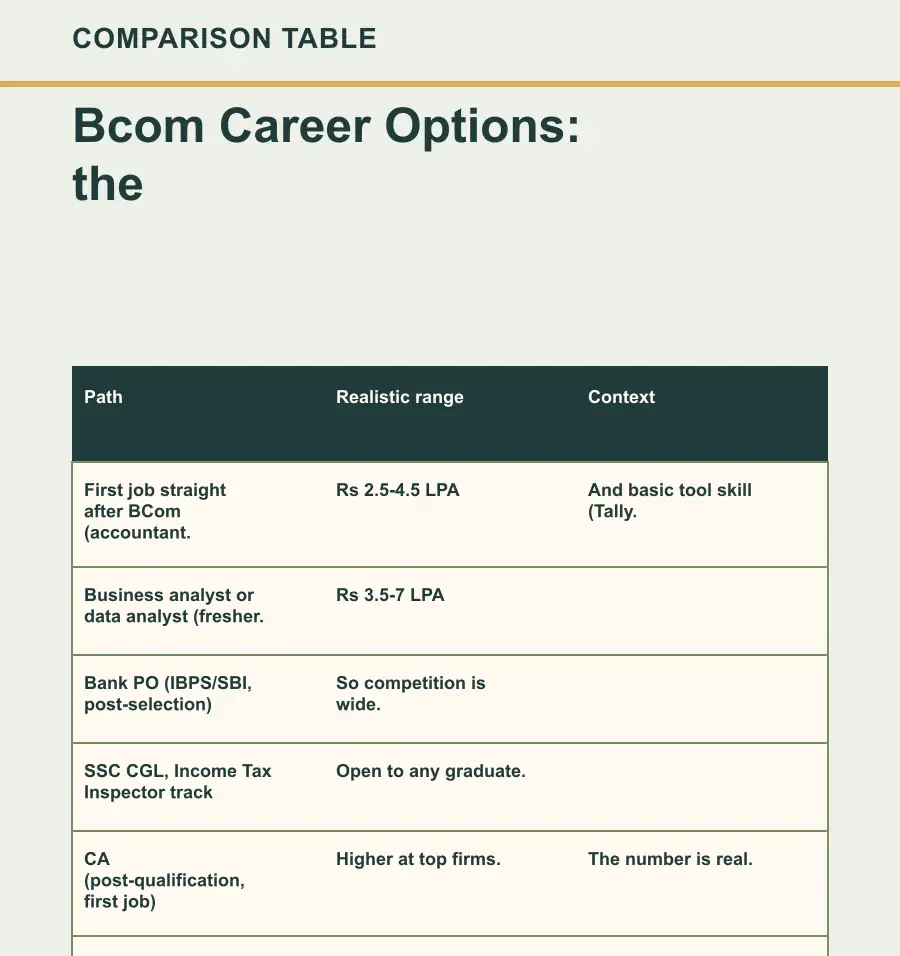 COMPARISON TABLE
Bcom Career Options:
the
Path
Realistic range
Context
First job straight
after BCom
(accountant.
Rs 2.5-4.5 LPA
And basic tool skill
(Tally.
Business analyst or
data analyst (fresher.
Rs 3.5-7 LPA
Bank PO (IBPS/SBI,
post-selection)
So competition is
wide.
SSC CGL, Income Tax
Inspector track
Open to any graduate.
CA
(post-qualification,
first job)
Higher at top firms.
The number is real.